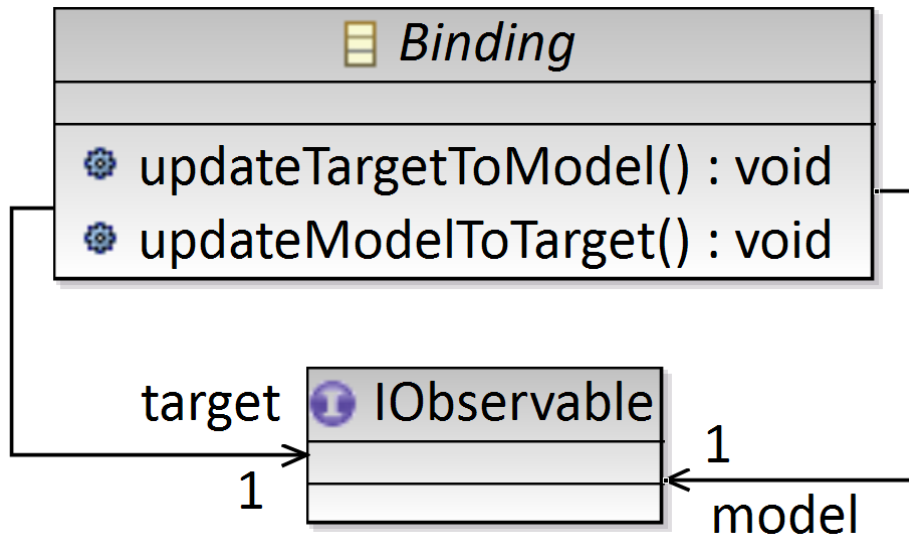 Binding
updateTargetToModel() : void
updateModelToTarget() : void
target
IObservable
1
1
model